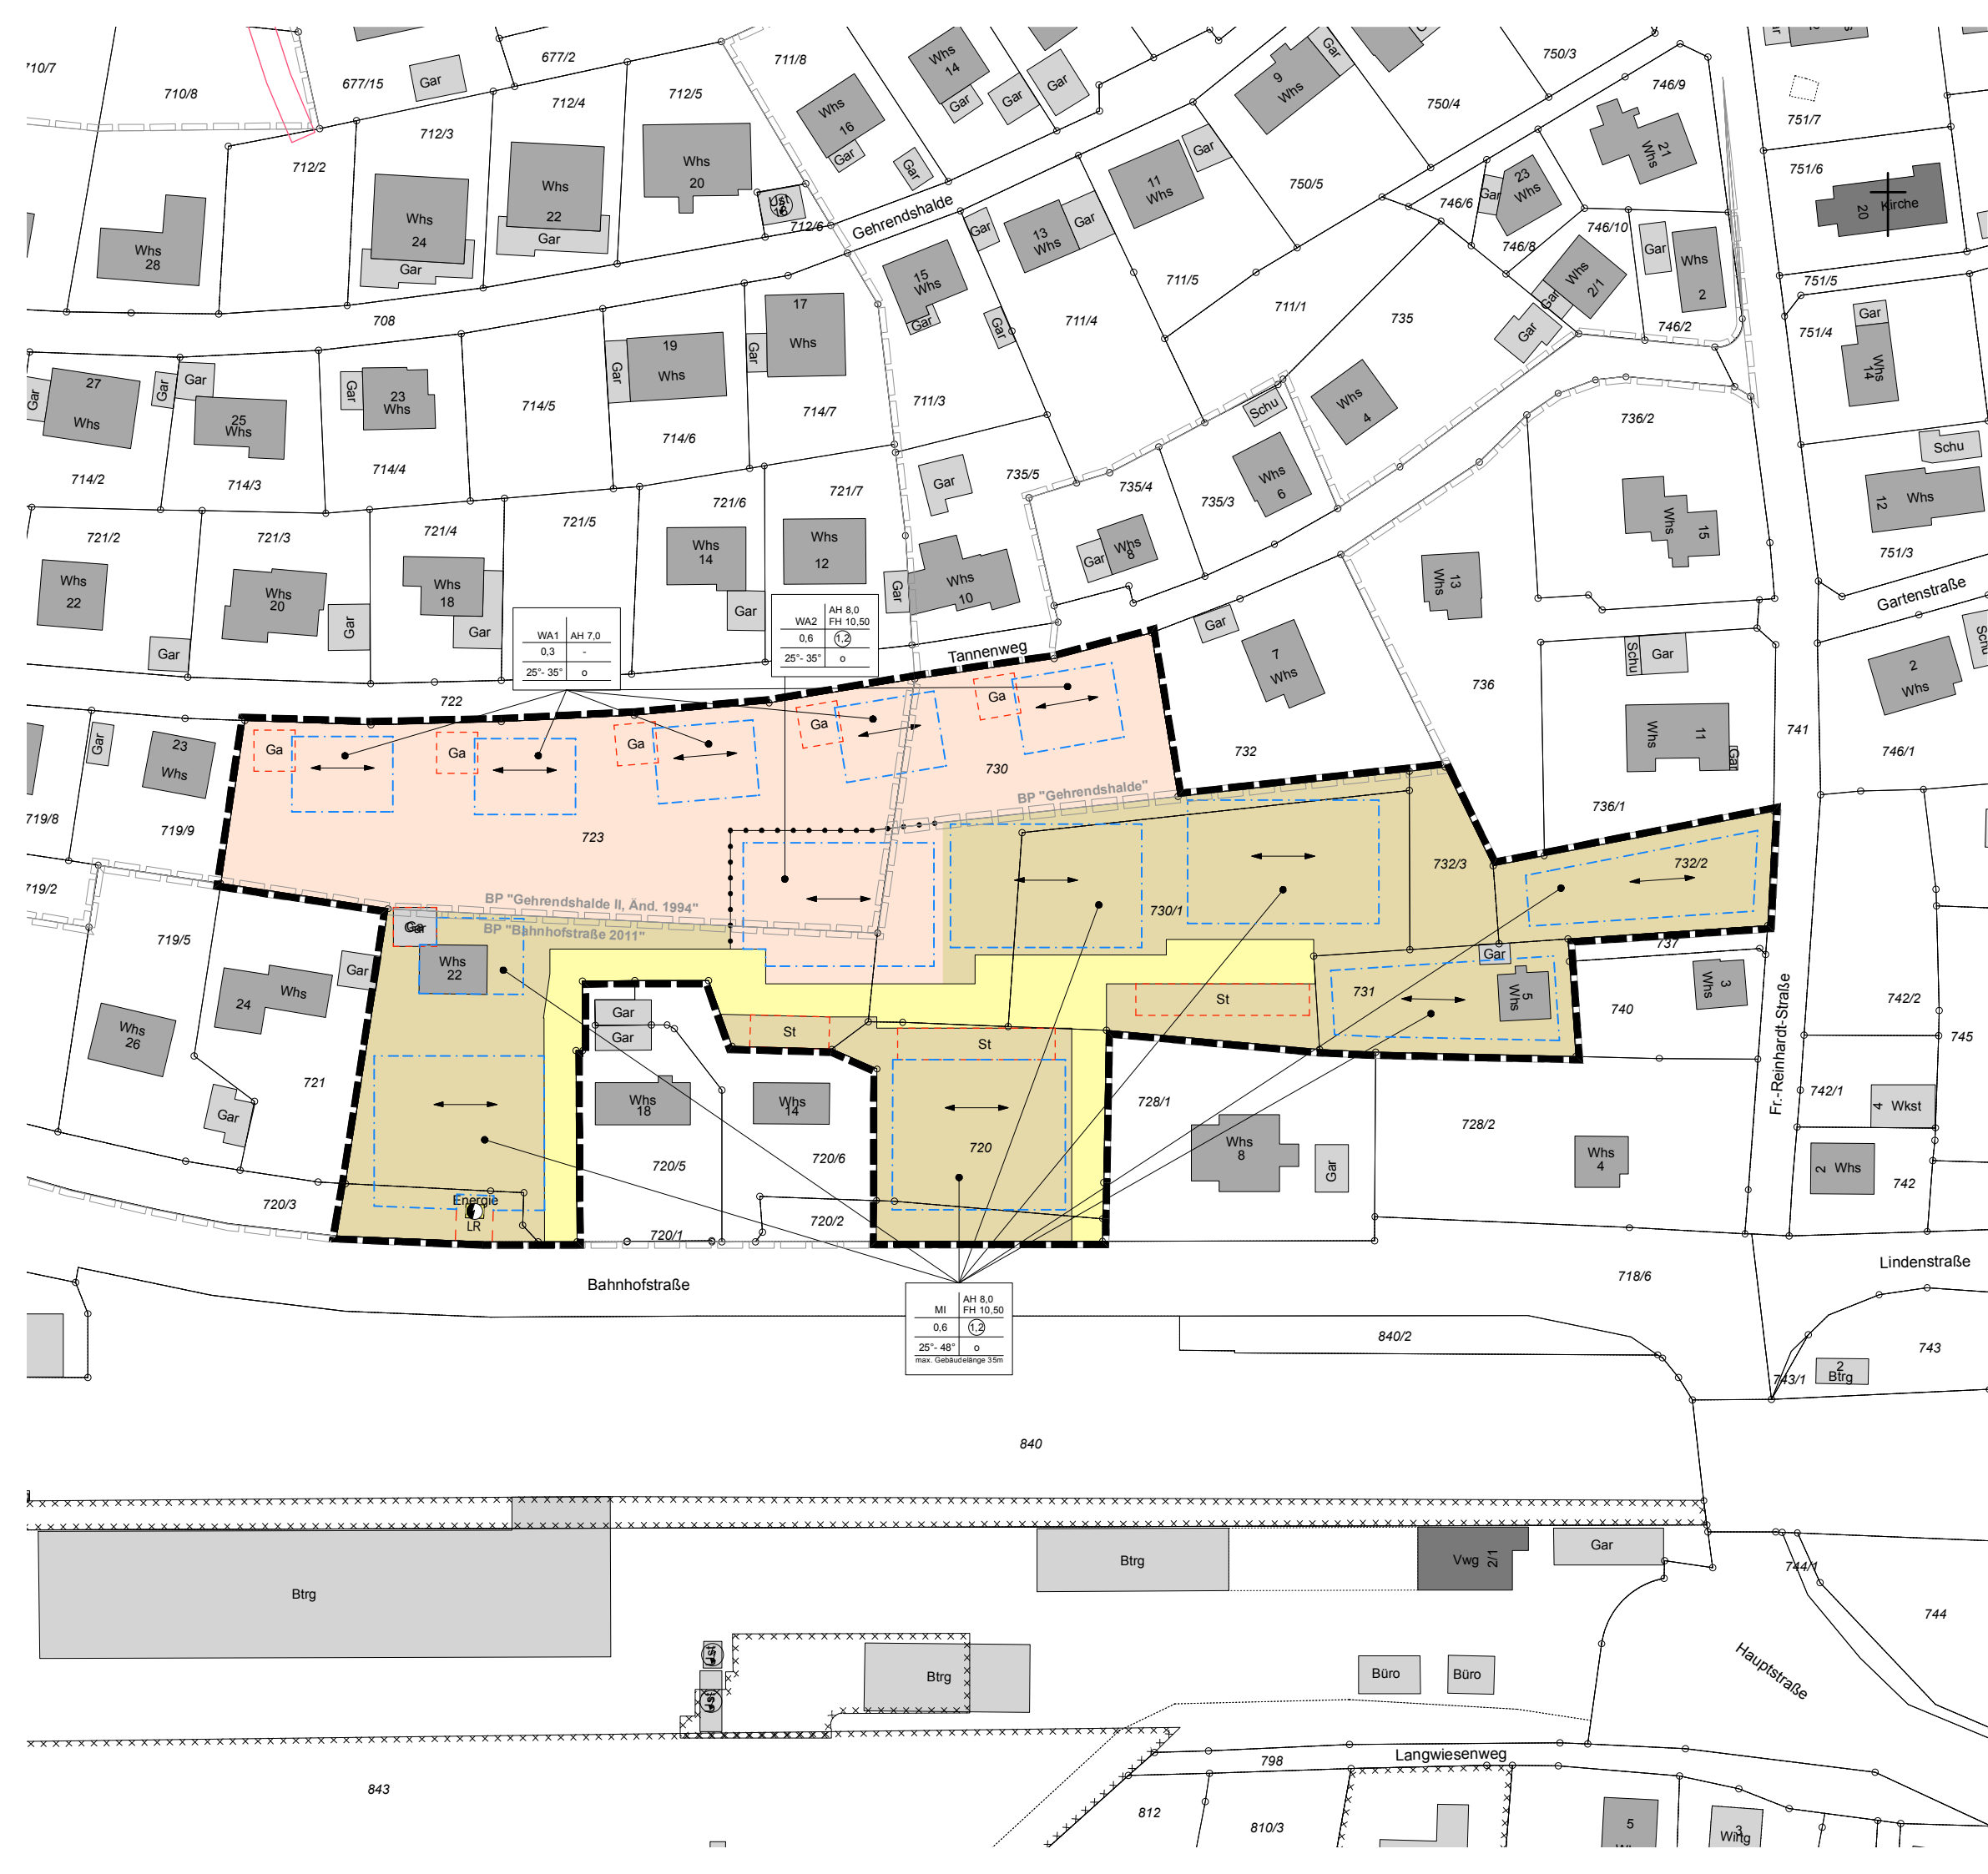 710/7
710/8
677/15
Gar
677/2
712/4
712/5
711/8
Whs
14
Gar
Gar
Gar
9
Whs
Gar
750/3
750/4
746/9
751/7
712/3
712/2
Whs
16
Gar
Gar
Whs
20
Whs
22
Gar
Whs
24
Gar
Whs
28
712/6
Gehrendshalde
11
Whs
Gar
750/5
21
Whs
23
Whs
Gar
746/6
746/8
746/10
751/6
20
Kirche
13
Whs
Gar
Gar
15
Whs
Gar
711/5
711/4
Gar
711/1
735
Whs
2/1
Gar
Gar
Gar
Whs
2
746/2
751/5
751/4
Gar
Whs
14
708
17
Whs
Gar
19
Whs
Gar
714/7
714/6
711/3
27
Whs
Gar
Gar
Gar
25
Whs
Gar
23
Whs
714/5
714/4
714/3
714/2
Schu
Whs
4
736/2
Schu
Whs
6
735/5
735/4
735/3
Gar
721/7
721/6
721/5
721/4
721/3
721/2
Whs
15
12
Whs
751/3
Gartenstraße
Whs
14
Whs
12
Whs
8
Gar
Whs
10
Gar
Gar
Whs
18
Gar
Gar
Whs
20
Whs
22
Gar
13
Whs
WA1
AH 7,0
0,3
-
25°- 35°
o
WA2
AH 8,0
FH 10,50
0,6
1,2
25°- 35°
o
Tannenweg
Gar
7
Whs
Schu
Gar
2
Whs
736
11
Whs
Gar
741
746/1
722
Ga
Ga
Ga
Ga
Ga
730
732
723
23
Whs
Gar
719/8
719/9
736/1
BP "Gehrendshalde"
732/3
732/2
730/1
BP "Gehrendshalde II, Änd. 1994"
BP "Bahnhofstraße 2011"
719/2
719/5
Whs
22
Gar
24
Whs
Whs
26
Gar
721
Gar
Gar
Whs
18
Whs
14
St
St
St
731
Gar
5
Whs
737
3
Whs
740
Fr.-Reinhardt-Straße
742/2
745
742/1
4
Wkst
2
Whs
742
720
720/5
720/6
720/3
720/1
720/2
Energie
LR
728/1
Whs
8
Gar
728/2
Whs
4
Bahnhofstraße
718/6
Lindenstraße
MI
AH 8,0
FH 10,50
0,6
1,2
25°- 48°
o
max. Gebäudelänge 35m
840/2
743
743/1
2
Btrg
840
Btrg
Btrg
Vwg
2/1
Gar
744/1
744
Btrg
Büro
Büro
Hauptstraße
Langwiesenweg
798
843
812
810/3
5
3